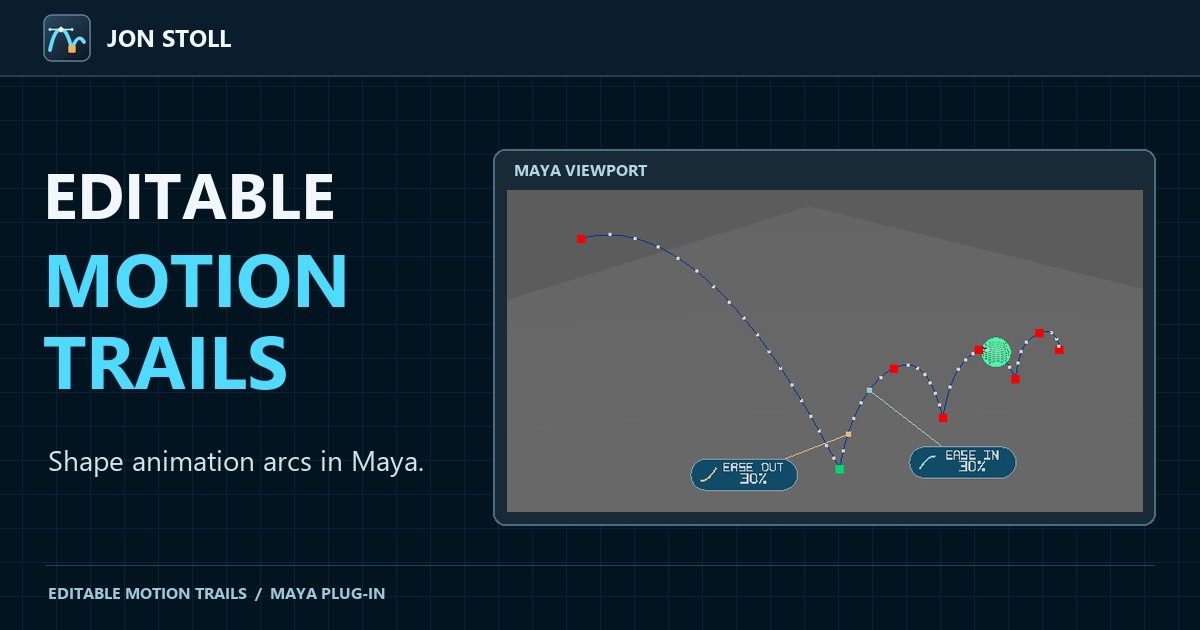 JON STOLL
EDITABLE
MOTION
TRAILS
Shape animation arcs in Maya.
MAYA VIEWPORT
EASE OUT
30%
EASE IN
30%
EDITABLE MOTION TRAILS / MAYA PLUG-IN